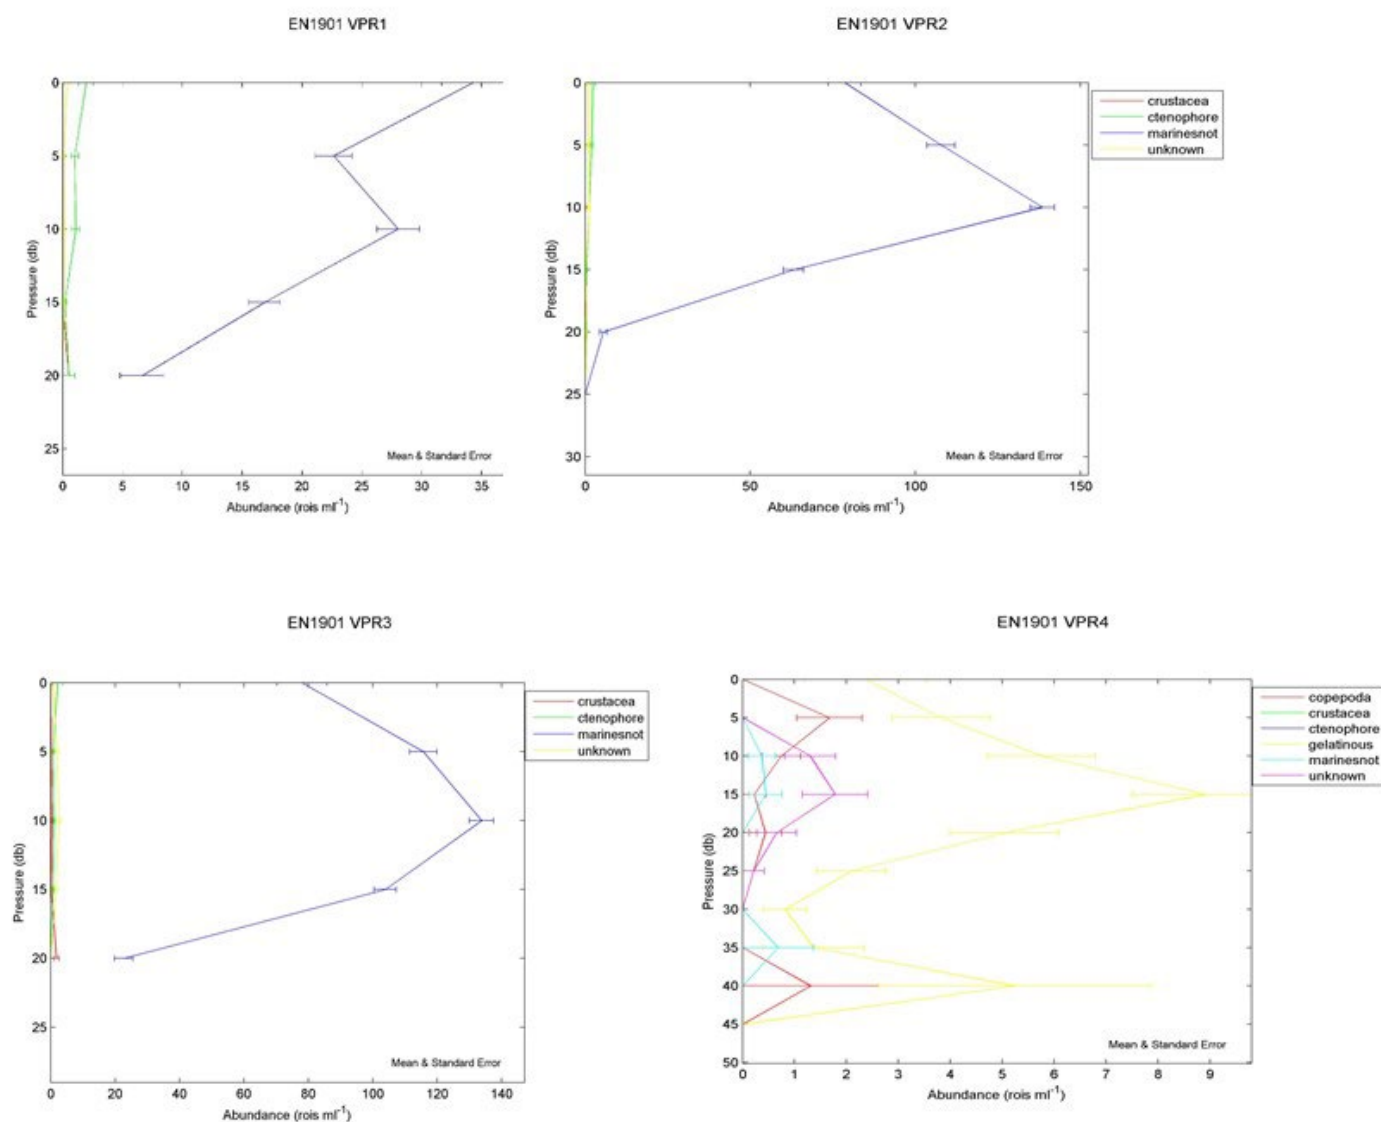 EN1901 VPR1
0
5
10
15
20
25
Pressure (db)
0 5 10 15 20 25 30 35
Mean & Standard Error
Abundance (rois ml⁻¹)
EN1901 VPR2
0
5
10
15
20
25
30
Pressure (db)
0 50 100 150
Mean & Standard Error
Abundance (rois ml⁻¹)
crustacea
ctenophore
marinesnot
unknown
EN1901 VPR3
0
5
10
15
20
25
Pressure (db)
0 20 40 60 80 100 120 140
Mean & Standard Error
Abundance (rois ml⁻¹)
crustacea
ctenophore
marinesnot
unknown
EN1901 VPR4
0
5
10
15
20
25
30
35
40
45
50
Pressure (db)
0 1 2 3 4 5 6 7 8 9
Mean & Standard Error
Abundance (rois ml⁻¹)
copepoda
crustacea
ctenophore
gelatinous
marinesnot
unknown